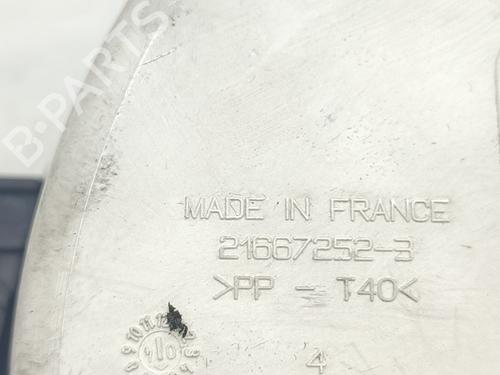 B-PARTS
MADE IN FRANCE
21667252-3
>PP - T40<
4